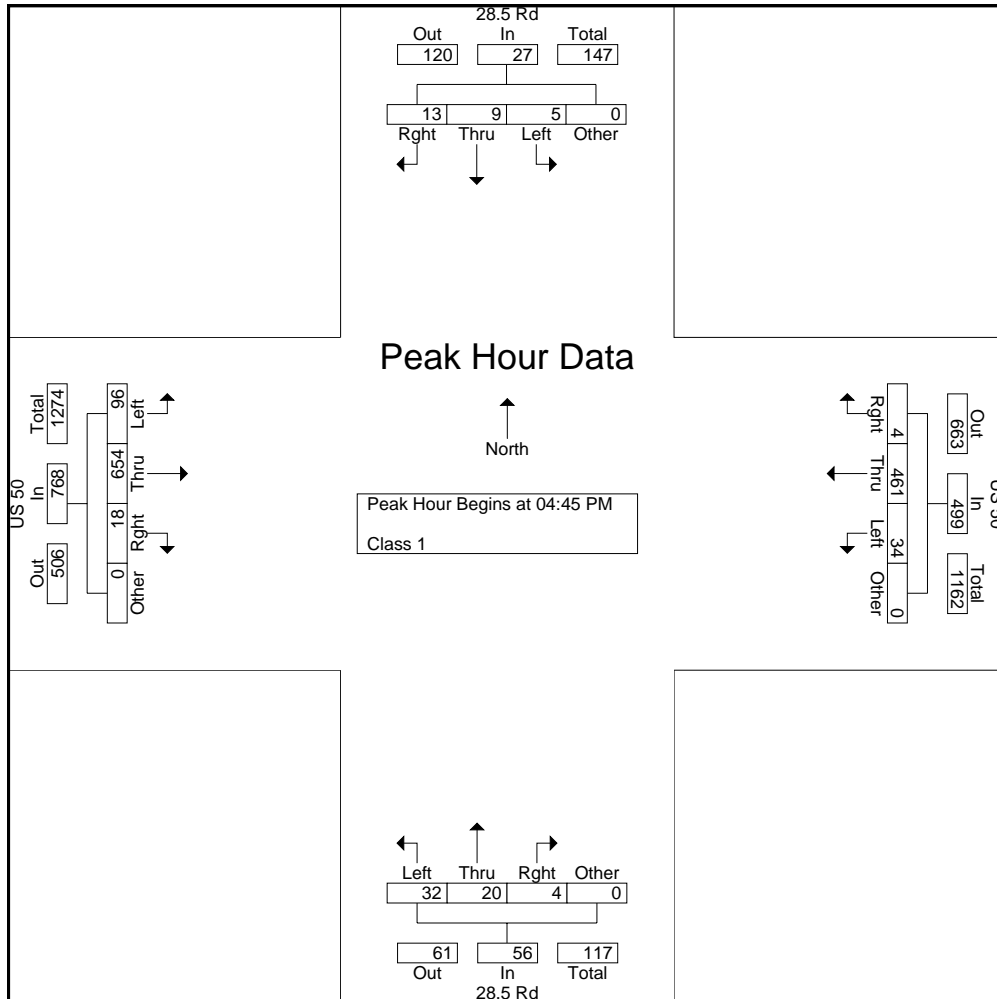 28.5 Rd
Out In Total
120 27 147
13 9 5 0
Rght Thru Left Other
Peak Hour Data
North
Peak Hour Begins at 04:45 PM
Class 1
US 50
Total In Out
1274 768 506
96 654 18 0
Left Thru Rght Other
Rght Thru Left Other
4 461 34 0
663 499 1162
Out In Total
US 50
Left Thru Rght Other
32 20 4 0
61 56 117
Out In Total
28.5 Rd